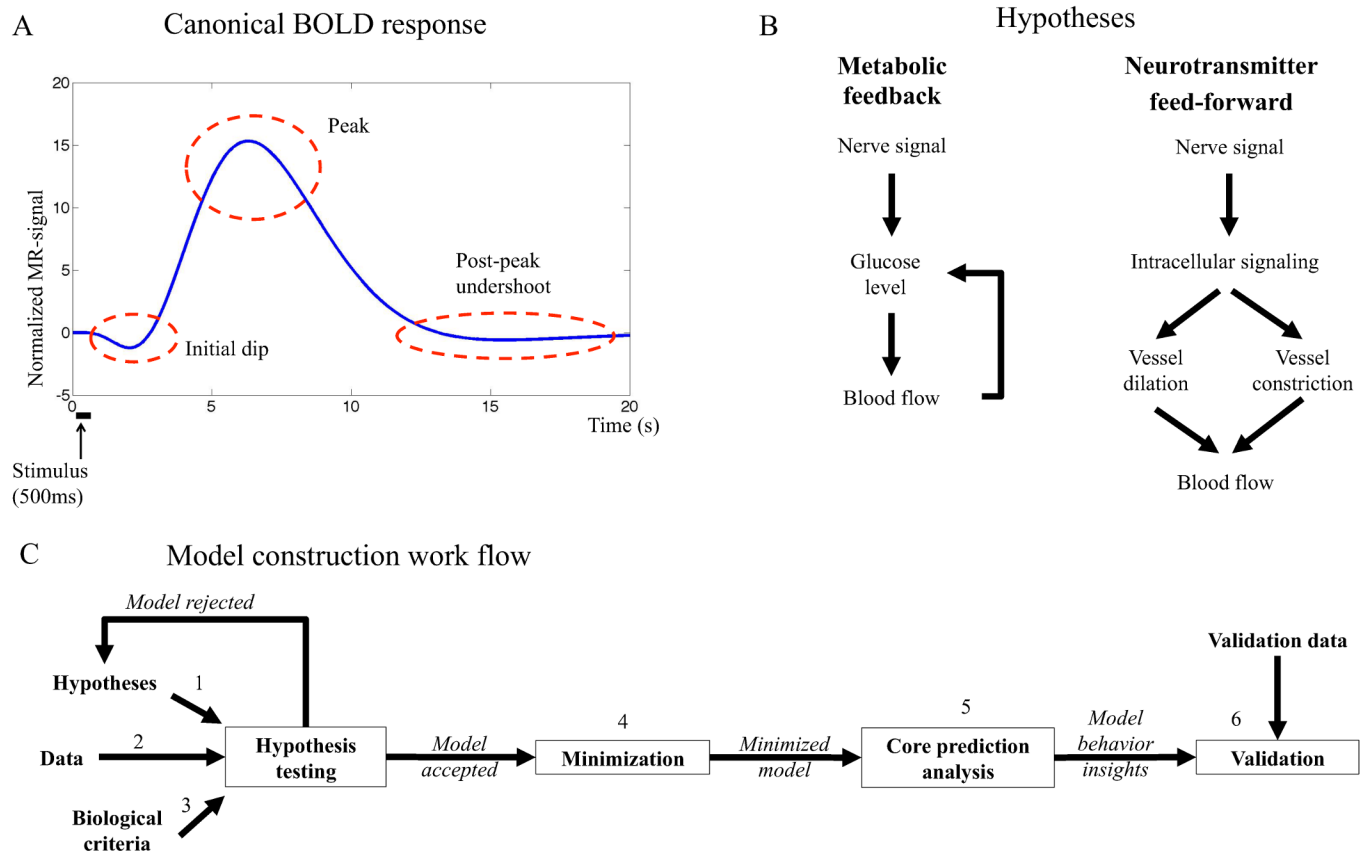 A
Canonical BOLD response
20
15
10
5
0
-5
Normalized MR-signal
Peak
Initial dip
Post-peak
undershoot
0
5
10
15
20
Time (s)
Stimulus
(500ms)
B
Hypotheses
Metabolic
feedback
Nerve signal
Glucose
level
Blood flow
Neurotransmitter
feed-forward
Nerve signal
Intracellular signaling
Vessel
dilation
Vessel
constriction
Blood flow
C
Model construction work flow
Model rejected
Hypotheses
1
Data
2
Biological
criteria
3
Hypothesis
testing
Model
accepted
4
Minimization
Minimized
model
5
Core prediction
analysis
Model
behavior
insights
Validation data
6
Validation